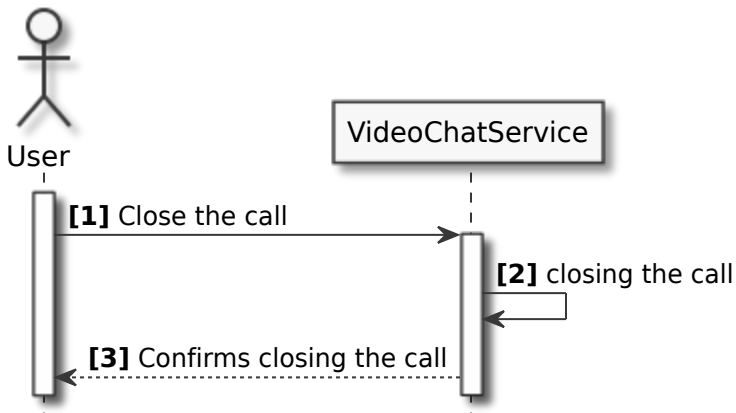 User
VideoChatService
[1] Close the call
[2] closing the call
[3] Confirms closing the call